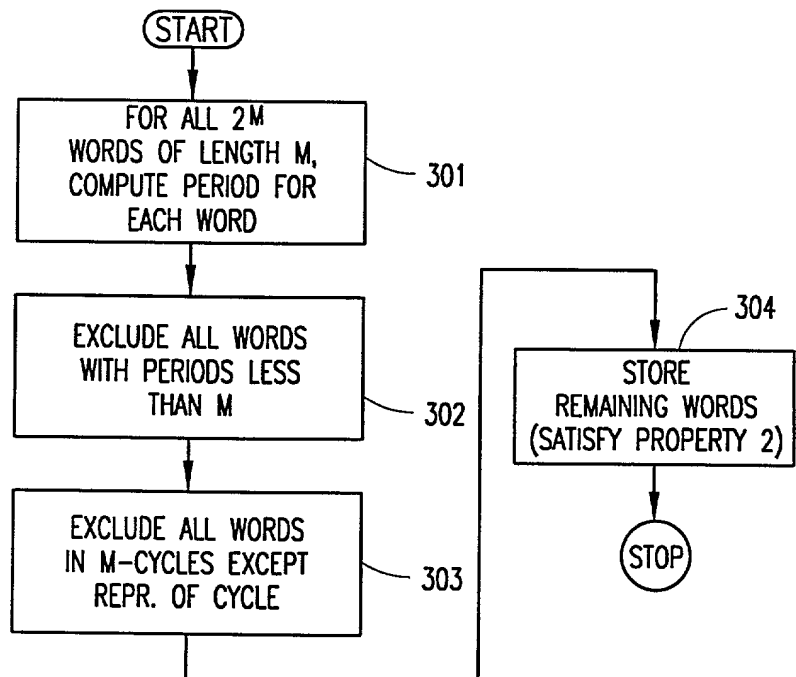 START
FOR ALL 2ᴹ
WORDS OF LENGTH M,
COMPUTE PERIOD FOR
EACH WORD
301
EXCLUDE ALL WORDS
WITH PERIODS LESS
THAN M
302
EXCLUDE ALL WORDS
IN M-CYCLES EXCEPT
REPR. OF CYCLE
303
304
STORE
REMAINING WORDS
(SATISFY PROPERTY 2)
STOP